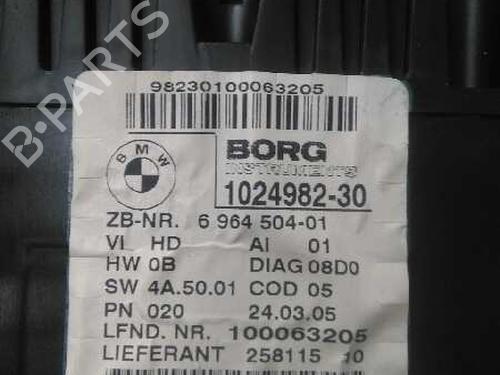 98230100063205
B-PARTS
BMW
BORG
INSTRUMENTS
1024982-30
ZB-NR. 6 964 504-01
VI HD AI 01
HW 0B DIAG 08D0
SW 4A.50.01 COD 05
PN 020 24.03.05
LFND. NR. 100063205
LIEFERANT 258115 10